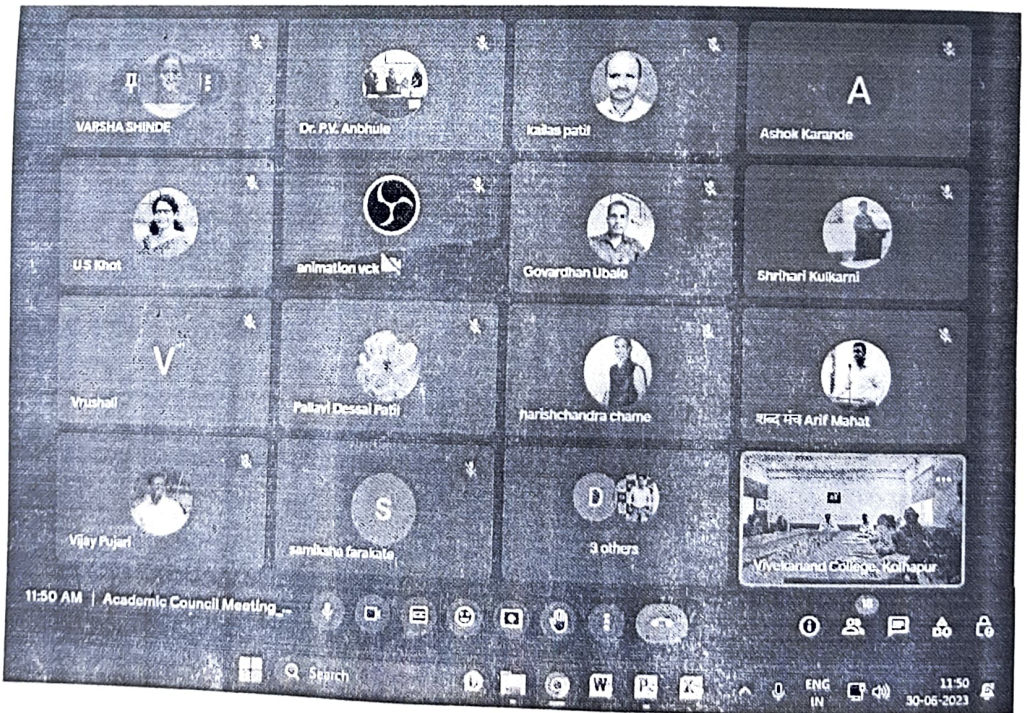 VARSHA SHINDE
Dr. P.V. Anbhule
kailas patil
A
Ashok Karande
U S Khot
animation vck
Govardhan Ubale
Shrihari Kulkarni
V
Vrushali
Pallavi Dessai Patil
harishchandra chame
शब्द मंच Arif Mahat
Vijay Pujari
S
samiksha farakate
D
3 others
Vivekanand College, Kolhapur
11:50 AM | Academic Council Meeting_...
18
Search
W
ENG
IN
11:50
30-06-2023